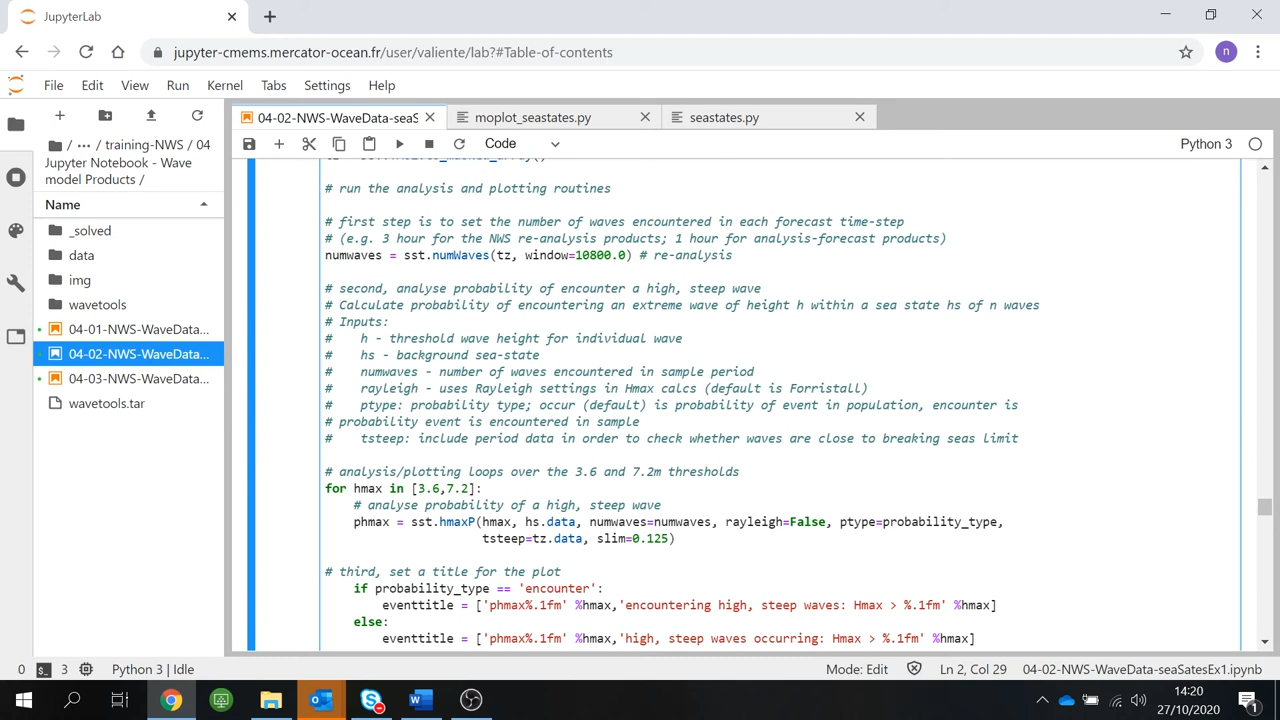 JupyterLab
jupyter-cmems.mercator-ocean.fr/user/valiente/lab?#Table-of-contents
n
File Edit View Run Kernel Tabs Settings Help
04-02-NWS-WaveData-seaS
moplot_seastates.py
seastates.py
/ ··· / training-NWS / 04
Jupyter Notebook - Wave
model Products /
Code
Python 3
Name
_solved
data
img
wavetools
04-01-NWS-WaveData...
04-02-NWS-WaveData...
04-03-NWS-WaveData...
wavetools.tar
# run the analysis and plotting routines
# first step is to set the number of waves encountered in each forecast time-step
# (e.g. 3 hour for the NWS re-analysis products; 1 hour for analysis-forecast products)
numwaves = sst.numWaves(tz, window=10800.0) # re-analysis
# second, analyse probability of encounter a high, steep wave
# Calculate probability of encountering an extreme wave of height h within a sea state hs of n waves
# Inputs:
#   h - threshold wave height for individual wave
#   hs - background sea-state
#   numwaves - number of waves encountered in sample period
#   rayleigh - uses Rayleigh settings in Hmax calcs (default is Forristall)
#   ptype: probability type; occur (default) is probability of event in population, encounter is
# probability event is encountered in sample
#   tsteep: include period data in order to check whether waves are close to breaking seas limit
# analysis/plotting loops over the 3.6 and 7.2m thresholds
for hmax in [3.6,7.2]:
    # analyse probability of a high, steep wave
    phmax = sst.hmaxP(hmax, hs.data, numwaves=numwaves, rayleigh=False, ptype=probability_type,
                      tsteep=tz.data, slim=0.125)
# third, set a title for the plot
    if probability_type == 'encounter':
        eventtitle = ['phmax%.1fm' %hmax,'encountering high, steep waves: Hmax > %.1fm' %hmax]
    else:
        eventtitle = ['phmax%.1fm' %hmax,'high, steep waves occurring: Hmax > %.1fm' %hmax]
0 3 Python 3 | Idle
Mode: Edit
Ln 2, Col 29
04-02-NWS-WaveData-seaSatesEx1.ipynb
14:20
27/10/2020
1